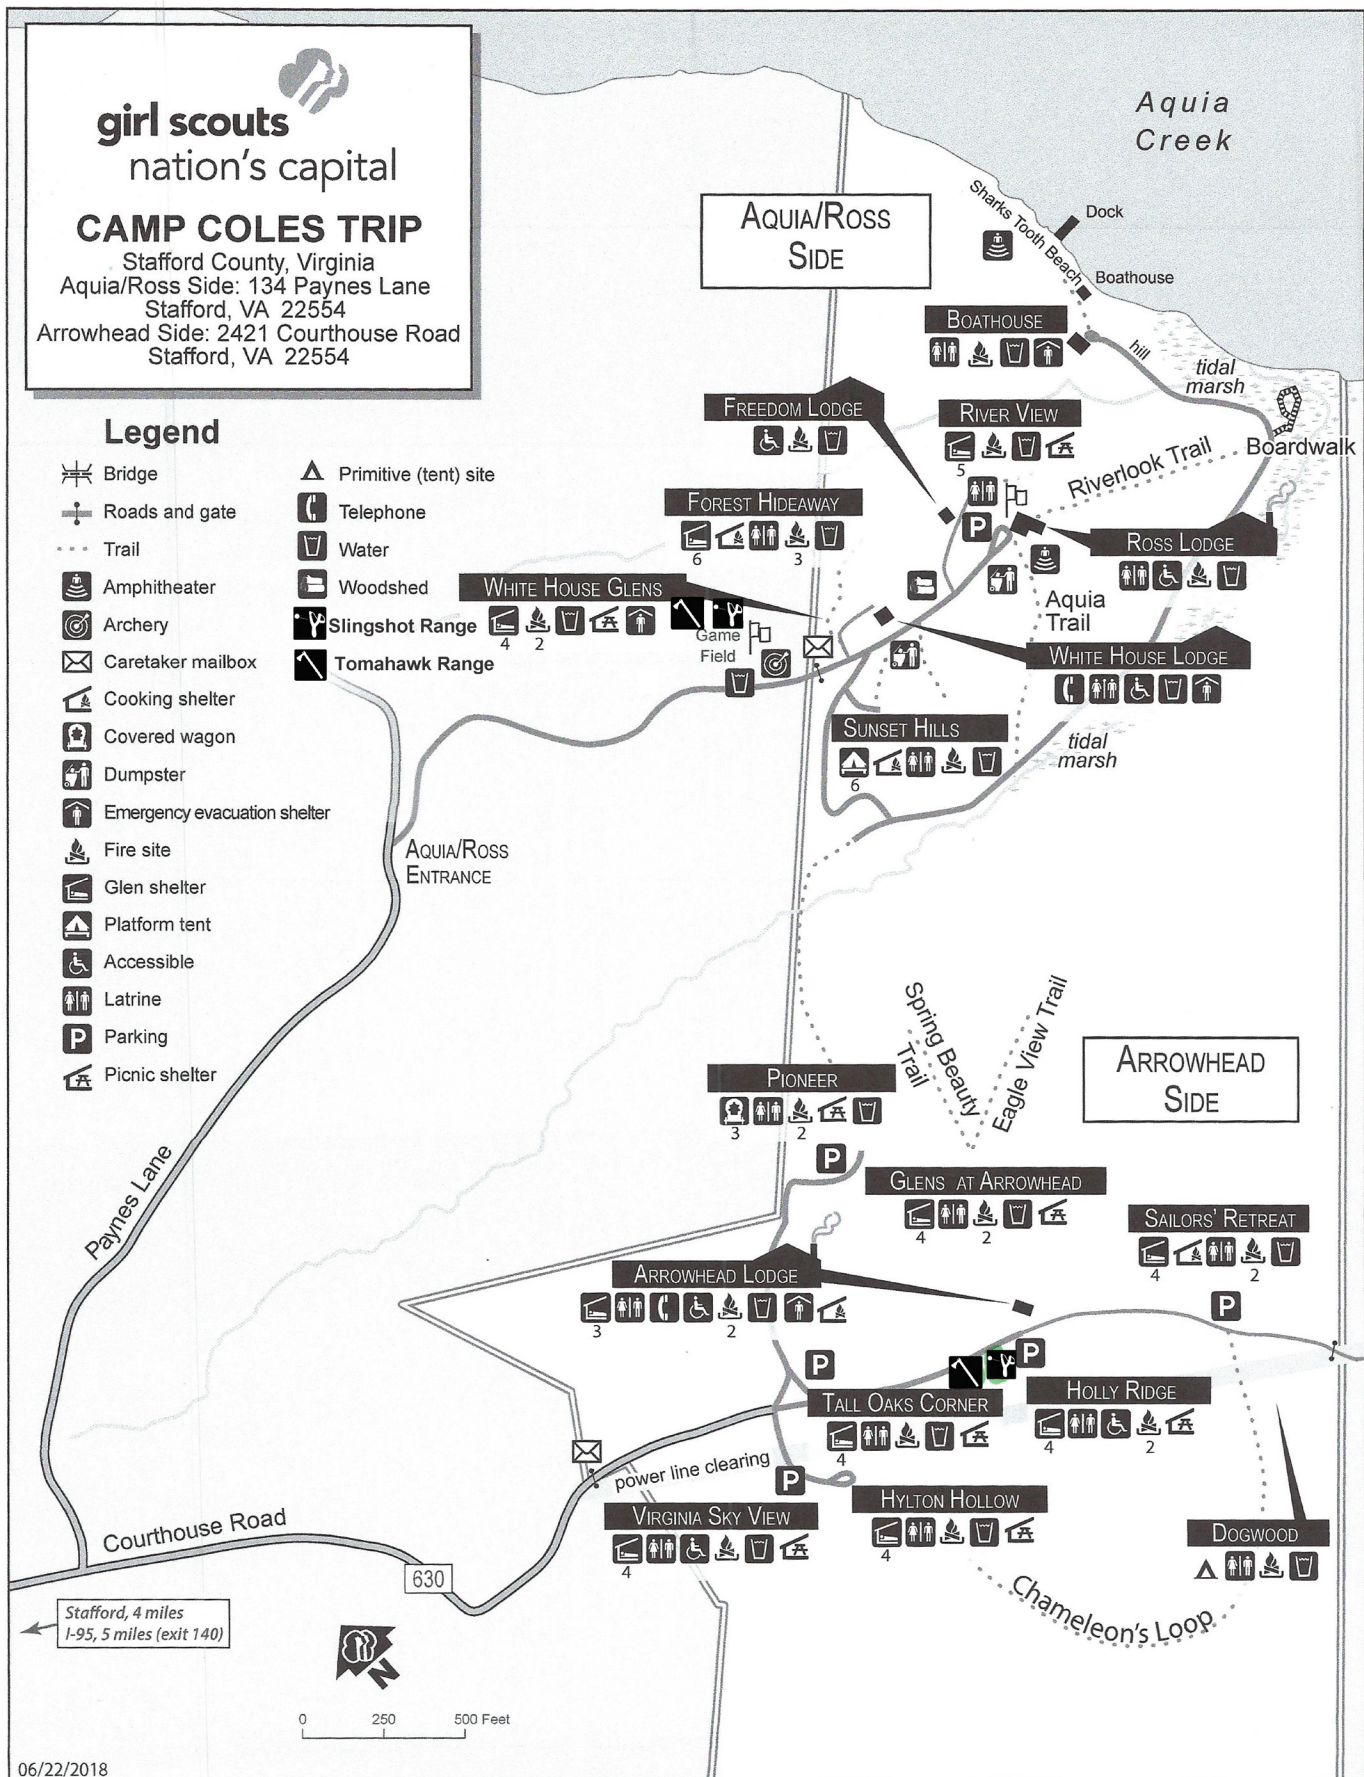 girl scouts
nation's capital
CAMP COLES TRIP
Stafford County, Virginia
Aquia/Ross Side: 134 Paynes Lane
Stafford, VA  22554
Arrowhead Side: 2421 Courthouse Road
Stafford, VA  22554
Legend
Bridge
Roads and gate
Trail
Amphitheater
Archery
Caretaker mailbox
Cooking shelter
Covered wagon
Dumpster
Emergency evacuation shelter
Fire site
Glen shelter
Platform tent
Accessible
Latrine
P Parking
Picnic shelter
Primitive (tent) site
Telephone
Water
Woodshed
Slingshot Range
Tomahawk Range
Aquia
Creek
AQUIA/ROSS
SIDE
Sharks Tooth Beach
Dock
Boathouse
BOATHOUSE
hill
tidal
marsh
Boardwalk
FREEDOM LODGE
RIVER VIEW
5
Riverlook Trail
FOREST HIDEAWAY
6
3
P
ROSS LODGE
WHITE HOUSE GLENS
4
2
Game
Field
Aquia
Trail
WHITE HOUSE LODGE
SUNSET HILLS
6
tidal
marsh
AQUIA/ROSS
ENTRANCE
Spring Beauty
Trail
Eagle View Trail
ARROWHEAD
SIDE
PIONEER
3
2
P
GLENS AT ARROWHEAD
4
2
SAILORS' RETREAT
4
2
P
ARROWHEAD LODGE
3
2
P
P
TALL OAKS CORNER
4
HOLLY RIDGE
4
2
power line clearing
P
VIRGINIA SKY VIEW
4
HYLTON HOLLOW
4
DOGWOOD
Chameleon's Loop
Paynes Lane
Courthouse Road
630
Stafford, 4 miles
I-95, 5 miles (exit 140)
N
0 250 500 Feet
06/22/2018